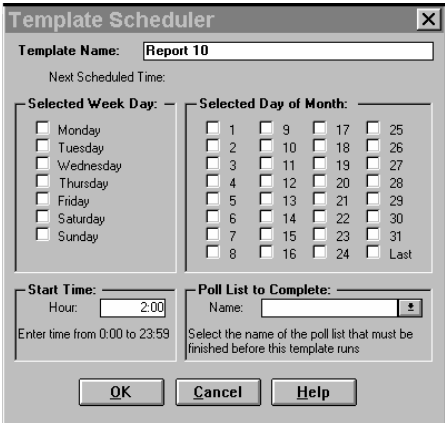 Template Scheduler
Template Name: Report 10
Next Scheduled Time:
Selected Week Day:
Monday
Tuesday
Wednesday
Thursday
Friday
Saturday
Sunday
Selected Day of Month:
1 9 17 25
2 10 18 26
3 11 19 27
4 12 20 28
5 13 21 29
6 14 22 30
7 15 23 31
8 16 24 Last
Start Time:
Hour: 2:00
Enter time from 0:00 to 23:59
Poll List to Complete:
Name:
Select the name of the poll list that must be
finished before this template runs
OK Cancel Help